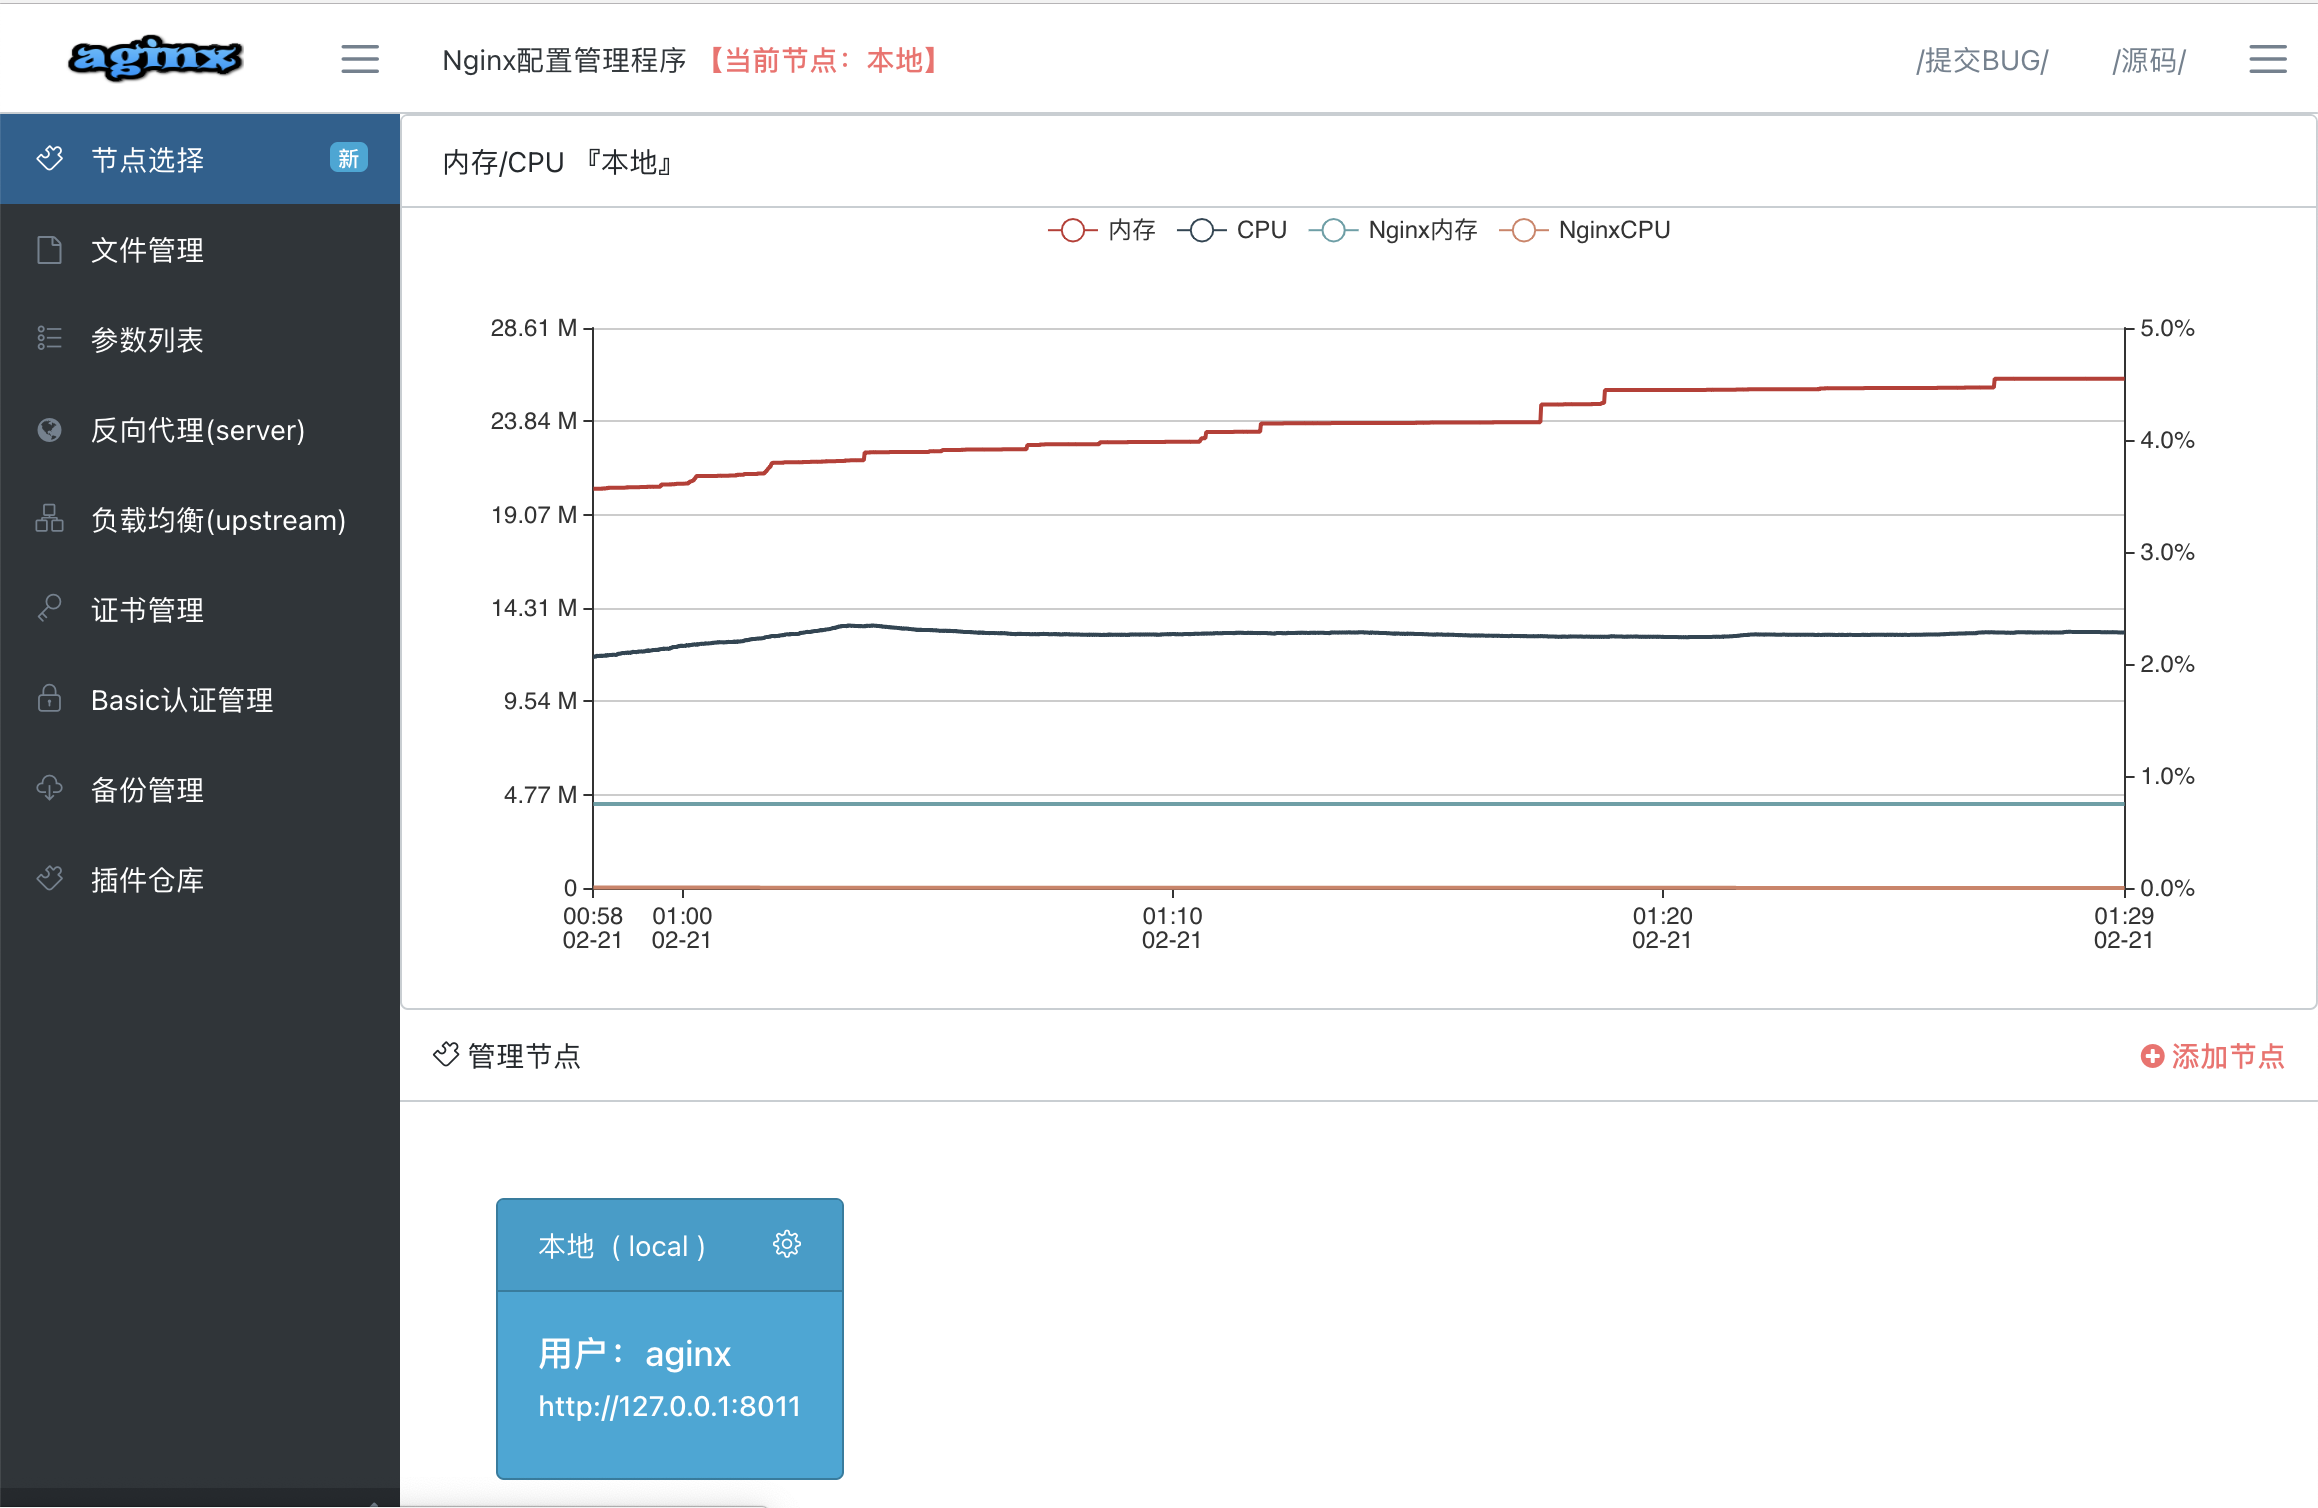 aginx
Nginx配置管理程序 【当前节点：本地】
/提交BUG/
/源码/
节点选择
新
文件管理
参数列表
反向代理(server)
负载均衡(upstream)
证书管理
Basic认证管理
备份管理
插件仓库
内存/CPU 『本地』
内存 CPU Nginx内存 NginxCPU
28.61 M
23.84 M
19.07 M
14.31 M
9.54 M
4.77 M
0
5.0%
4.0%
3.0%
2.0%
1.0%
0.0%
00:58 01:00 01:10 01:20 01:29
02-21 02-21 02-21 02-21 02-21
管理节点
添加节点
本地 ( local )
用户：aginx
http://127.0.0.1:8011